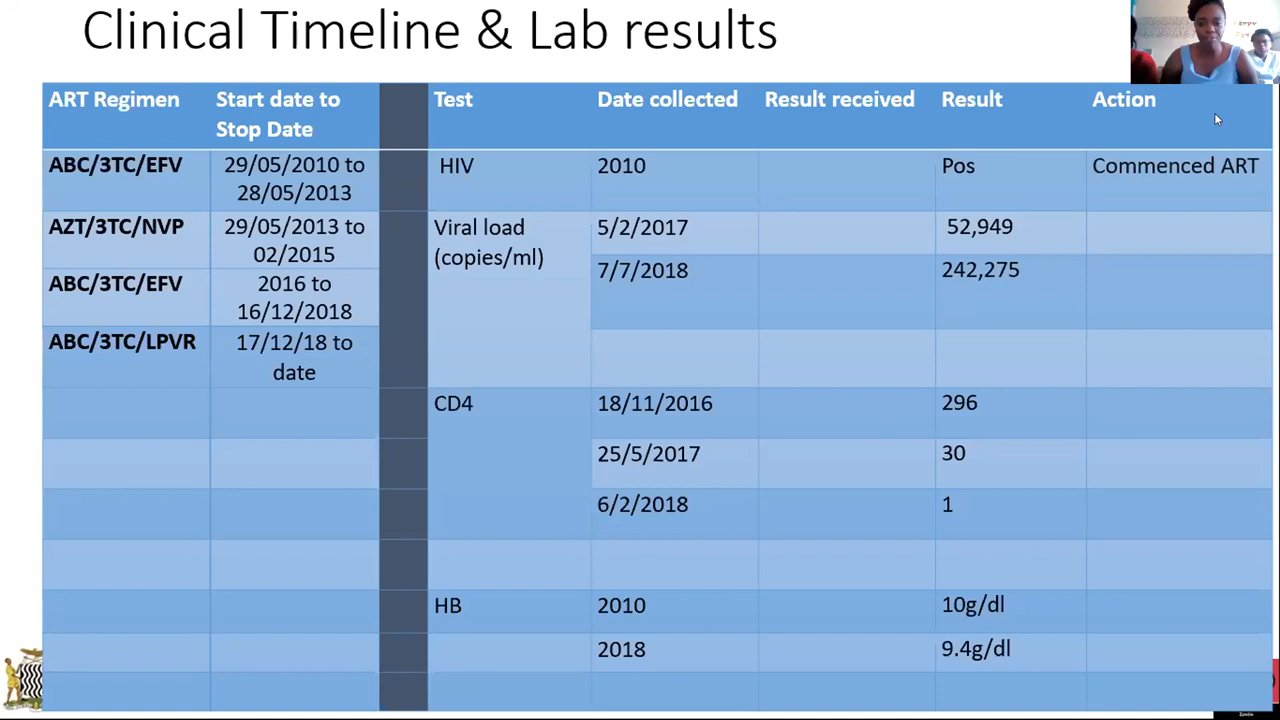 Clinical Timeline & Lab results
ART Regimen
Start date to
Stop Date
Test
Date collected
Result received
Result
Action
ABC/3TC/EFV
29/05/2010 to
28/05/2013
HIV
2010
Pos
Commenced ART
AZT/3TC/NVP
29/05/2013 to
02/2015
Viral load
(copies/ml)
5/2/2017
52,949
ABC/3TC/EFV
2016 to
16/12/2018
7/7/2018
242,275
ABC/3TC/LPVR
17/12/18 to
date
CD4
18/11/2016
296
25/5/2017
30
6/2/2018
1
HB
2010
10g/dl
2018
9.4g/dl